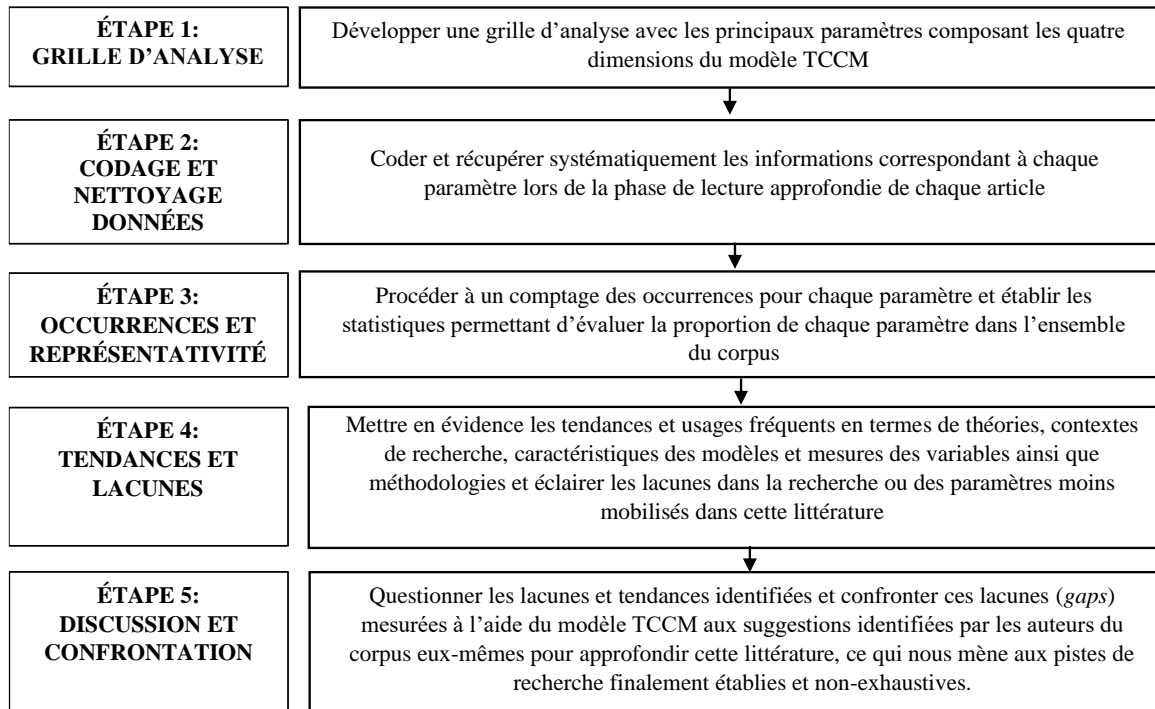 ÉTAPE 1:
GRILLE D’ANALYSE
Développer une grille d’analyse avec les principaux paramètres composant les quatre
dimensions du modèle TCCM
ÉTAPE 2:
CODAGE ET
NETTOYAGE
DONNÉES
Coder et récupérer systématiquement les informations correspondant à chaque
paramètre lors de la phase de lecture approfondie de chaque article
ÉTAPE 3:
OCCURRENCES ET
REPRÉSENTATIVITÉ
Procéder à un comptage des occurrences pour chaque paramètre et établir les
statistiques permettant d’évaluer la proportion de chaque paramètre dans l’ensemble
du corpus
ÉTAPE 4:
TENDANCES ET
LACUNES
Mettre en évidence les tendances et usages fréquents en termes de théories, contextes
de recherche, caractéristiques des modèles et mesures des variables ainsi que
méthodologies et éclairer les lacunes dans la recherche ou des paramètres moins
mobilisés dans cette littérature
ÉTAPE 5:
DISCUSSION ET
CONFRONTATION
Questionner les lacunes et tendances identifiées et confronter ces lacunes (gaps)
mesurées à l’aide du modèle TCCM aux suggestions identifiées par les auteurs du
corpus eux-mêmes pour approfondir cette littérature, ce qui nous mène aux pistes de
recherche finalement établies et non-exhaustives.